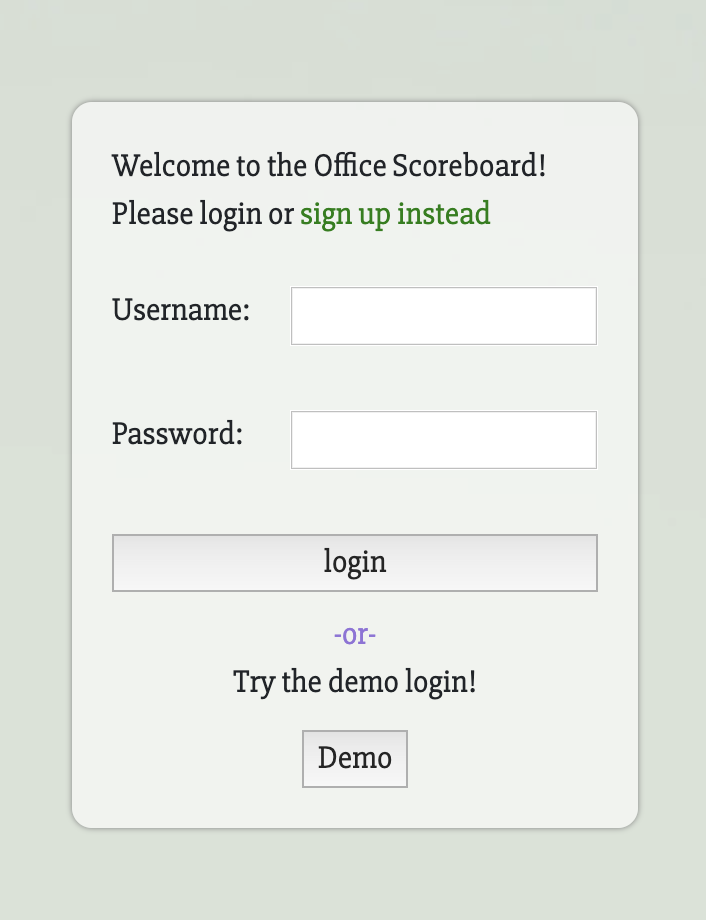 Welcome to the Office Scoreboard!
Please login or sign up instead
Username:
Password:
login
-or-
Try the demo login!
Demo